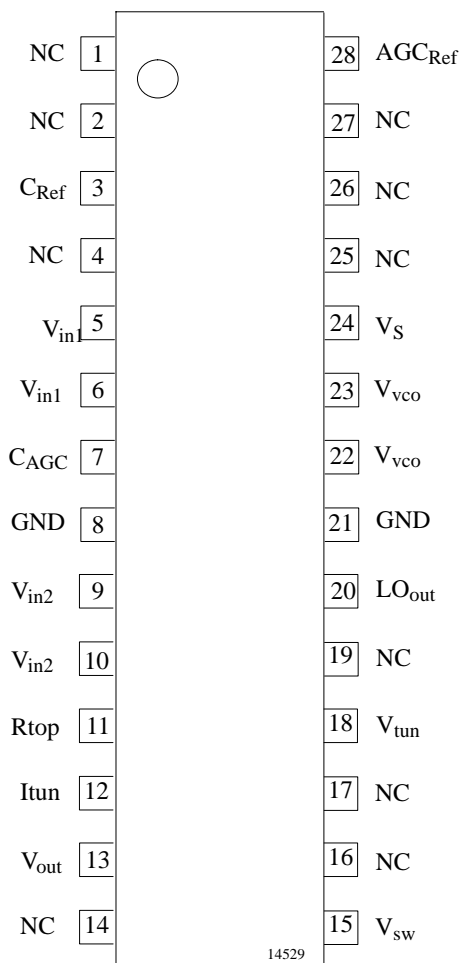 NC 1 28 AGCRef
NC 2 27 NC
CRef 3 26 NC
NC 4 25 NC
Vin1 5 24 VS
Vin1 6 23 Vvco
CAGC 7 22 Vvco
GND 8 21 GND
Vin2 9 20 LOout
Vin2 10 19 NC
Rtop 11 18 Vtun
Itun 12 17 NC
Vout 13 16 NC
NC 14 15 Vsw
14529